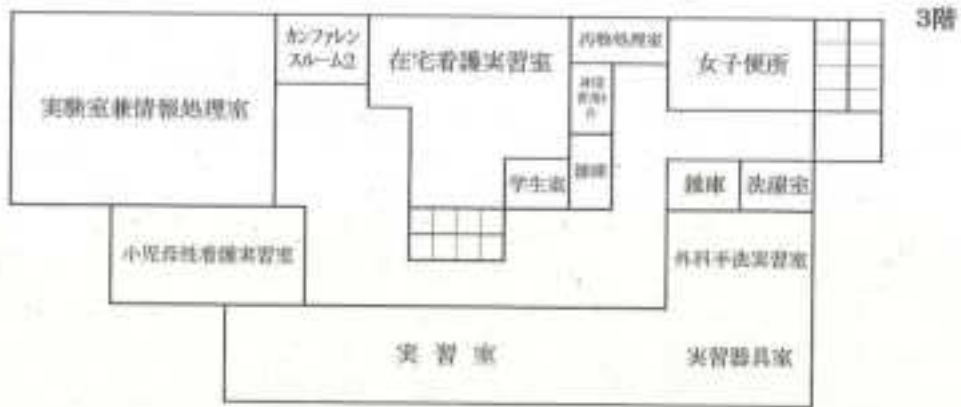 3階
カンファレン
スルーム2
在宅看護実習室
汚物処理室
女子便所
実験室兼情報処理室
学生室
雑庫
雑庫
洗濯室
小児母性看護実習室
外科手洗実習室
実習室
実習器具室